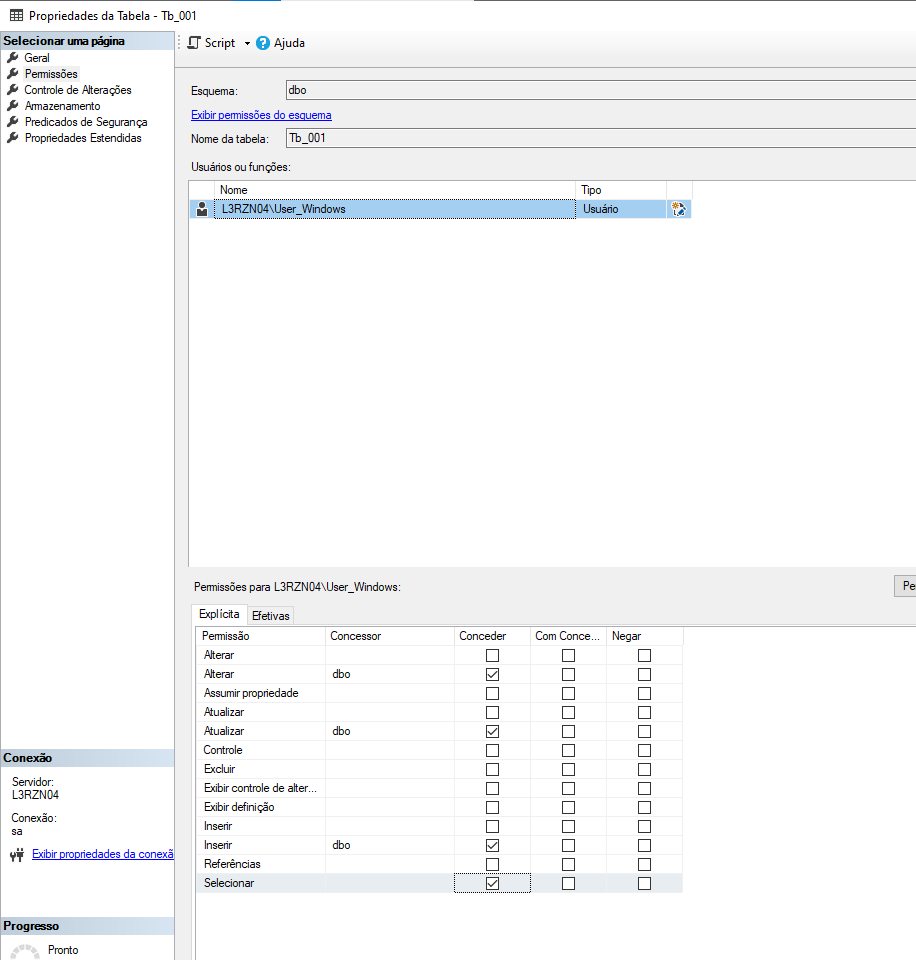 Propriedades da Tabela - Tb_001
Selecionar uma página
Geral
Permissões
Controle de Alterações
Armazenamento
Predicados de Segurança
Propriedades Estendidas
Script Ajuda
Esquema: dbo
Exibir permissões do esquema
Nome da tabela: Tb_001
Usuários ou funções:
Nome Tipo
L3RZN04\User_Windows Usuário
Permissões para L3RZN04\User_Windows:
Pe
Explícita Efetivas
Permissão Concessor Conceder Com Conce... Negar
Alterar
Alterar dbo
Assumir propriedade
Atualizar
Atualizar dbo
Controle
Excluir
Exibir controle de alter...
Exibir definição
Inserir
Inserir dbo
Referências
Selecionar
Conexão
Servidor:
L3RZN04
Conexão:
sa
Exibir propriedades da conexã
Progresso
Pronto